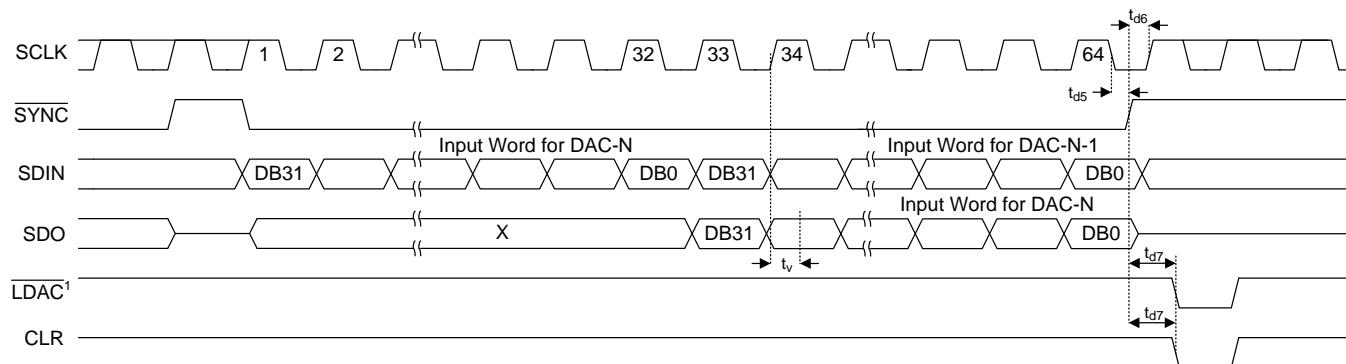 t_d6
SCLK 1 2 32 33 34 64
t_d5
SYNC
Input Word for DAC-N Input Word for DAC-N-1
SDIN DB31 DB0 DB31 DB0
Input Word for DAC-N
SDO X DB31 DB0
t_v t_d7
LDAC¹
t_d7
CLR